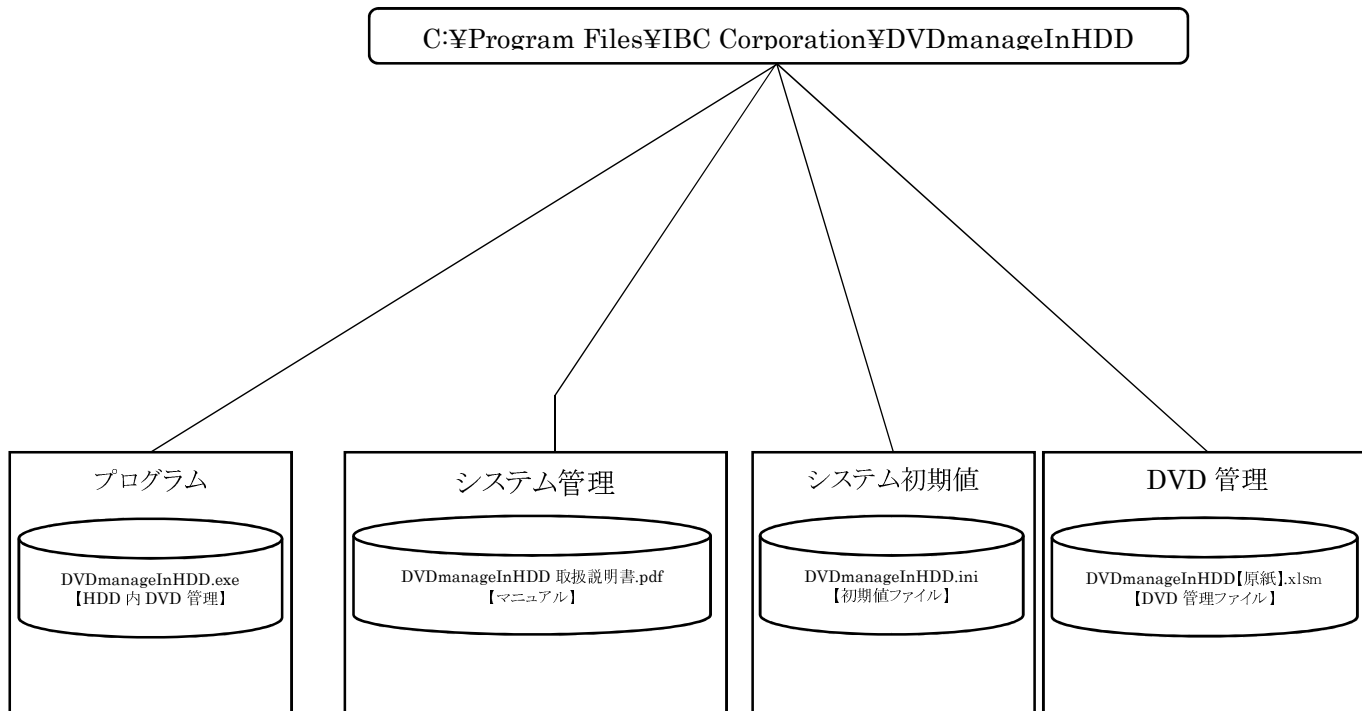 C:¥Program Files¥IBC Corporation¥DVDmanageInHDD
プログラム
DVDmanageInHDD.exe
【HDD 内 DVD 管理】
システム管理
DVDmanageInHDD 取扱説明書.pdf
【マニュアル】
システム初期値
DVDmanageInHDD.ini
【初期値ファイル】
DVD 管理
DVDmanageInHDD【原紙】.xlsm
【DVD 管理ファイル】